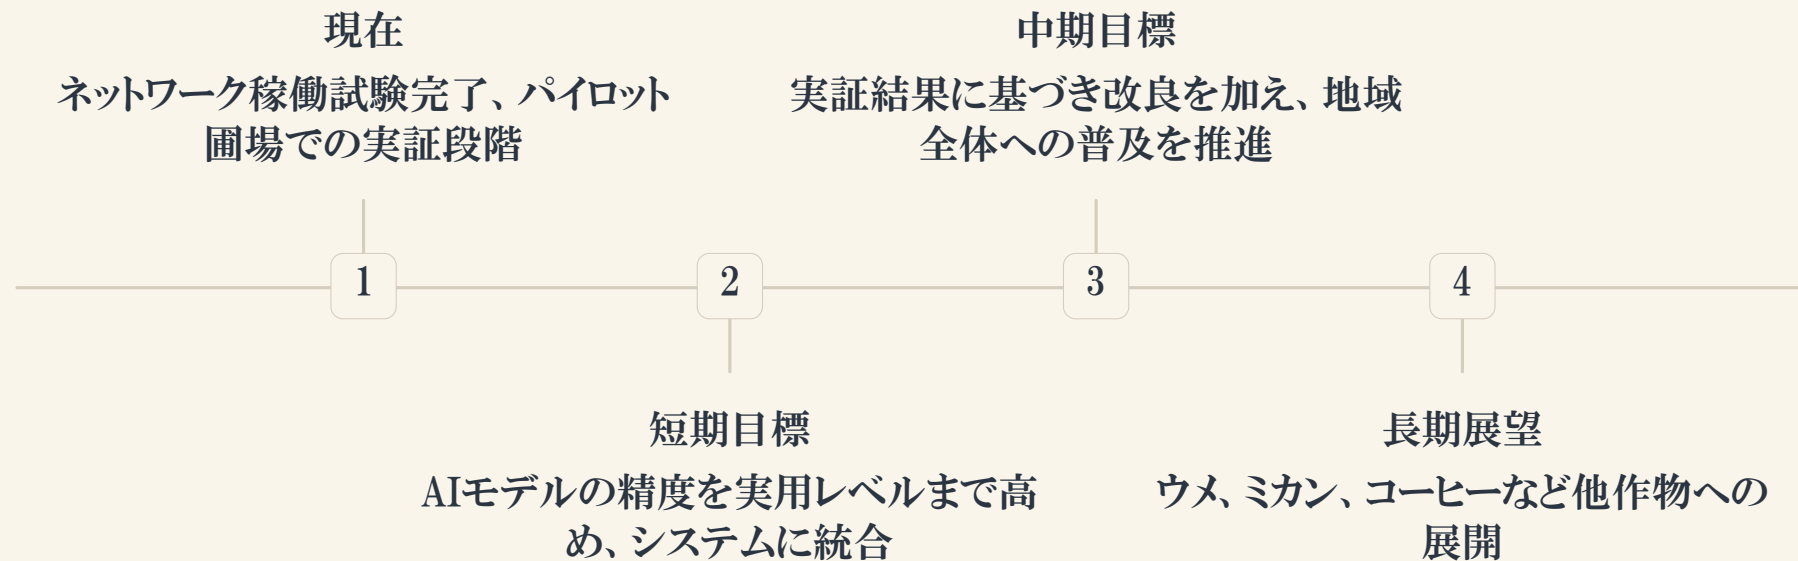 現在
ネットワーク稼働試験完了、パイロット
圃場での実証段階
中期目標
実証結果に基づき改良を加え、地域
全体への普及を推進
1
2
3
4
短期目標
AIモデルの精度を実用レベルまで高
め、システムに統合
長期展望
ウメ、ミカン、コーヒーなど他作物への
展開